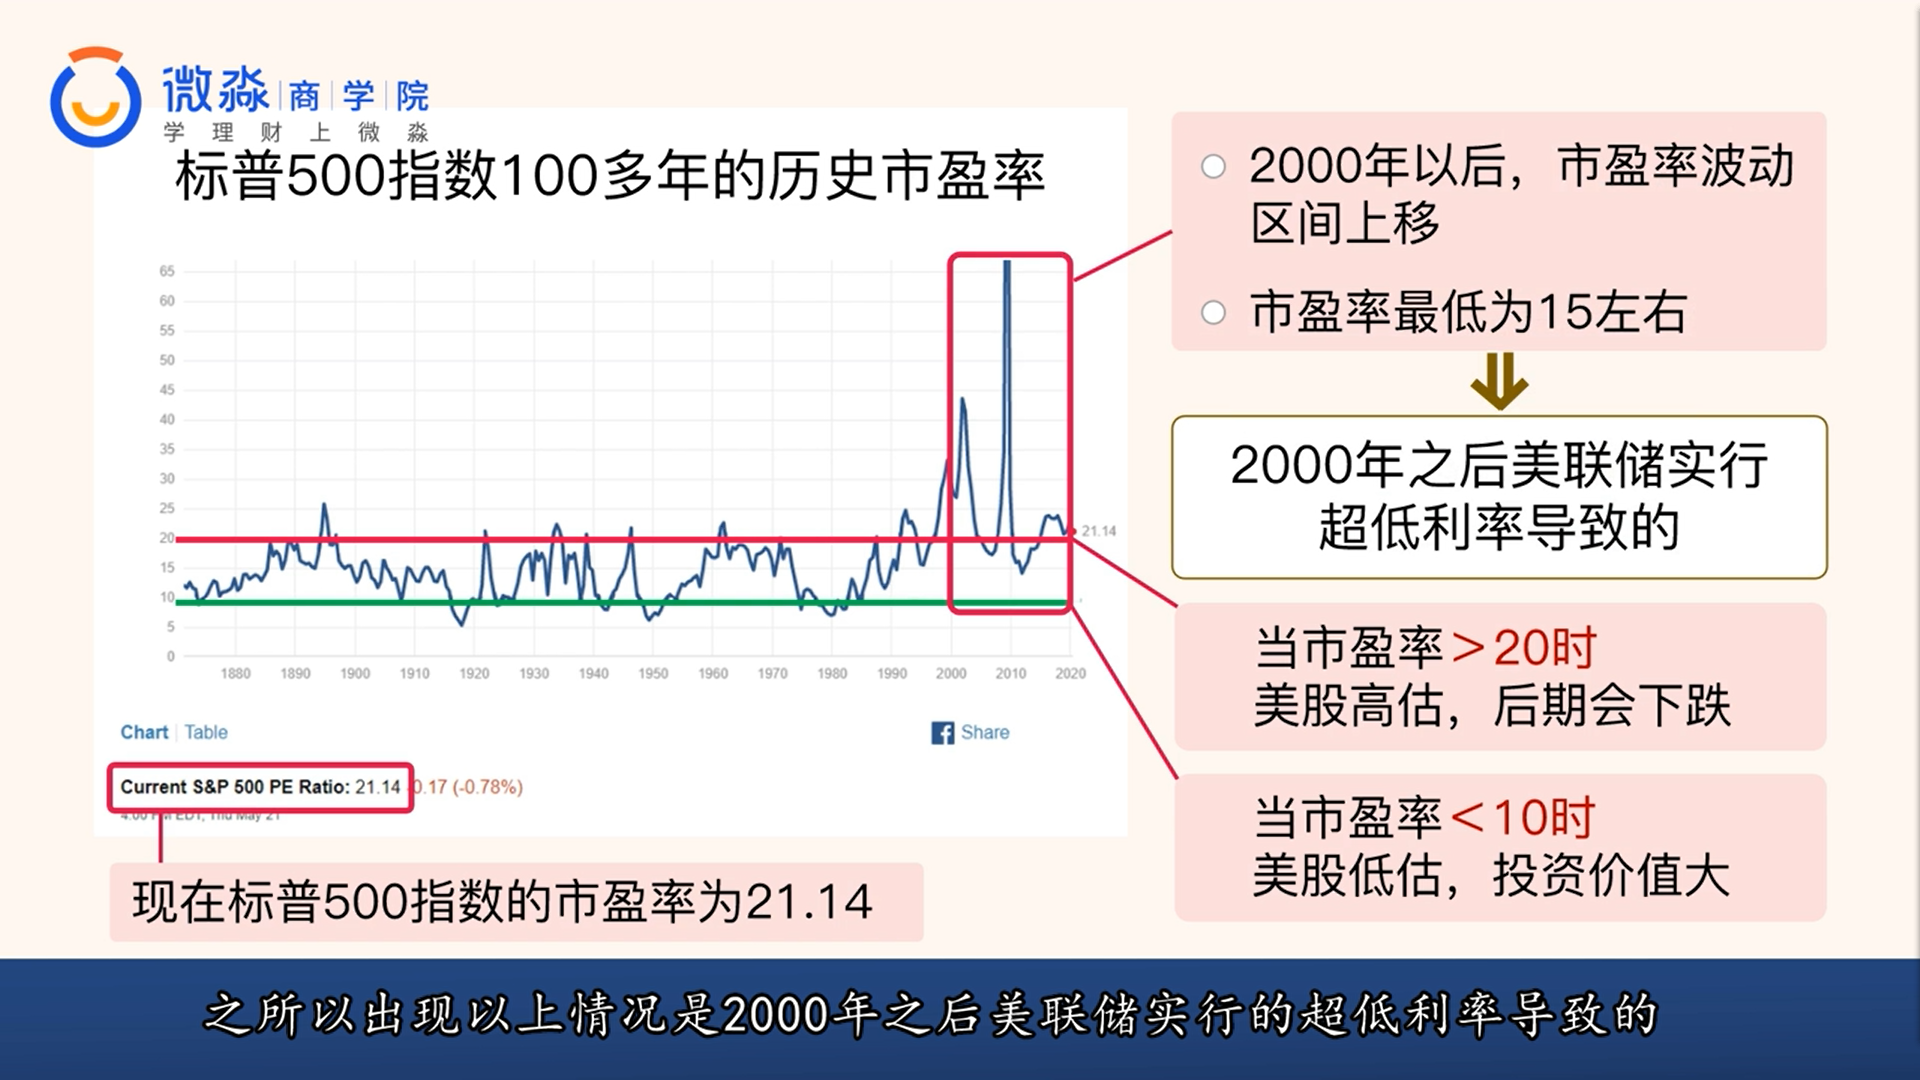 微淼 商 学 院
学理财上微淼
标普500指数100多年的历史市盈率
65
60
55
50
45
40
35
30
25
20
15
10
5
0
21.14
1880 1890 1900 1910 1920 1930 1940 1950 1960 1970 1980 1990 2000 2010 2020
Chart Table
Share
Current S&P 500 PE Ratio: 21.14 0.17 (-0.78%)
4:00 PM EDT, Thu May 21
现在标普500指数的市盈率为21.14
2000年以后，市盈率波动
区间上移
市盈率最低为15左右
2000年之后美联储实行
超低利率导致的
当市盈率＞20时
美股高估，后期会下跌
当市盈率＜10时
美股低估，投资价值大
之所以出现以上情况是2000年之后美联储实行的超低利率导致的